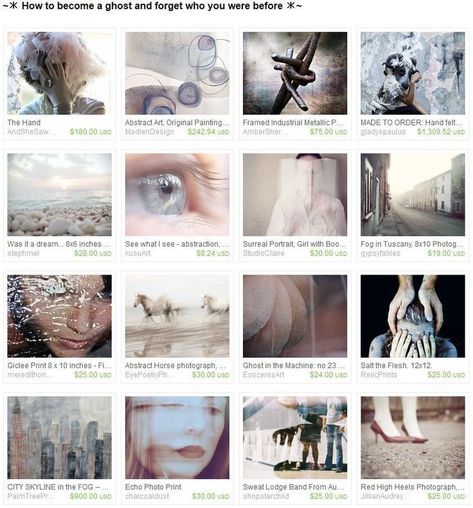 ~✳ How to become a ghost and forget who you were before ✳~
The Hand
AndSheSaw... $180.00 USD
Abstract Art, Original Painting...
MadlenDesign $242.94 USD
Framed Industrial Metallic P...
AmberSher... $75.00 USD
MADE TO ORDER: Hand felt...
gladyspaulus $1,309.52 USD
Was it a dream... 8x6 inches ...
stephmel $28.00 USD
See what I see - abstraction, ...
kusuArt $8.24 USD
Surreal Portrait, Girl with Boo...
StudioClaire $30.00 USD
Fog in Tuscany, 8x10 Photog...
gypsyfables $19.00 USD
Giclee Print 8 x 10 inches - Fi...
meredithon... $25.00 USD
Abstract Horse photograph, ...
EyePoetryPh... $30.00 USD
Ghost in the Machine: no 23 ...
EosceresArt $24.00 USD
Salt the Flesh. 12x12.
RelicPrints $25.00 USD
CITY SKYLINE in the FOG -- ...
PalmTreePr... $900.00 USD
Echo Photo Print
charcoaldust $30.00 USD
Sweat Lodge Band From Au...
shopstarchild $25.00 USD
Red High Heels Photograph, ...
JillianAudrey... $25.00 USD